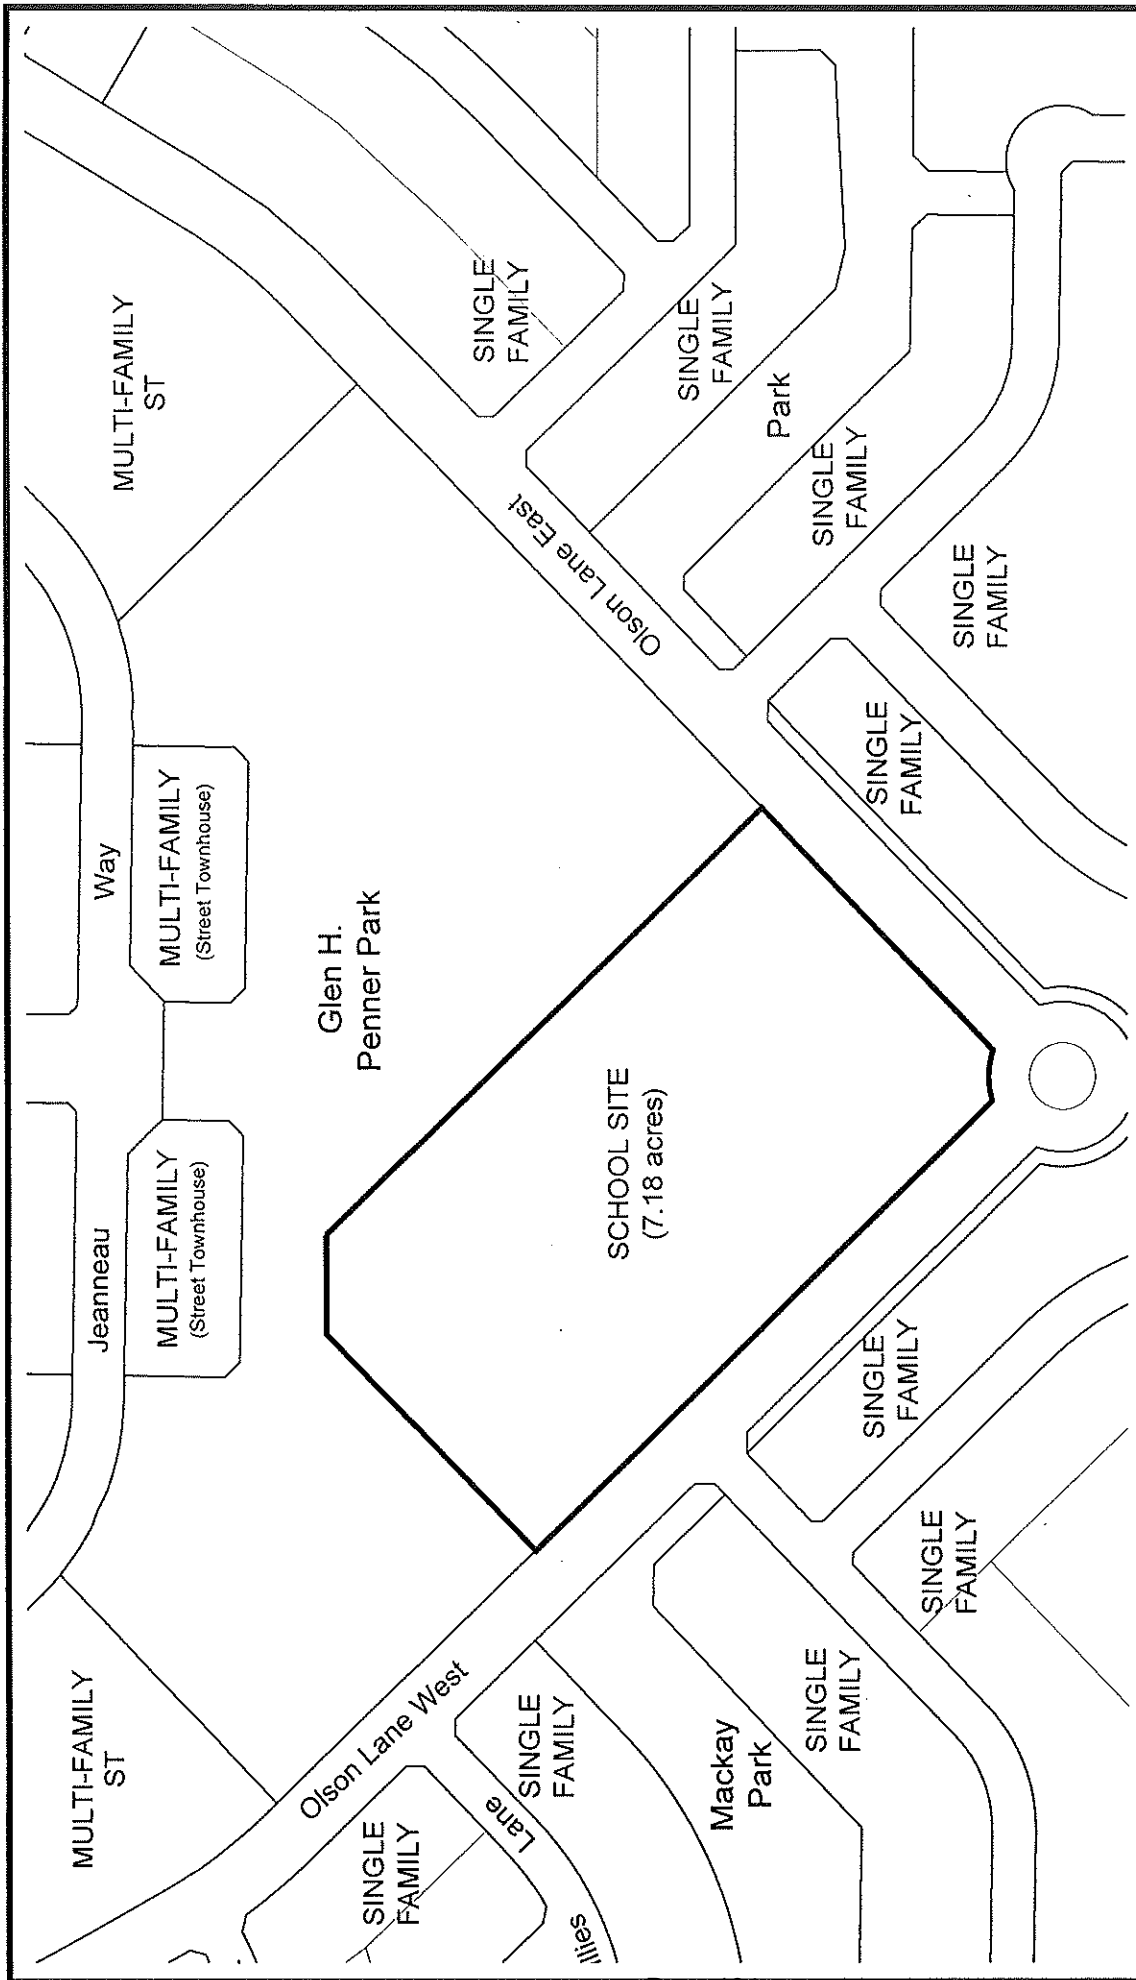 MULTI-FAMILY
ST
Jeanneau
Way
MULTI-FAMILY
ST
MULTI-FAMILY
(Street Townhouse)
MULTI-FAMILY
(Street Townhouse)
Glen H.
Penner Park
Olson Lane West
Olson Lane East
SINGLE
FAMILY
SINGLE
FAMILY
Lane
llies
SINGLE
FAMILY
SINGLE
FAMILY
SCHOOL SITE
(7.18 acres)
Mackay
Park
Park
SINGLE
FAMILY
SINGLE
FAMILY
SINGLE
FAMILY
SINGLE
FAMILY
SINGLE
FAMILY
SINGLE
FAMILY